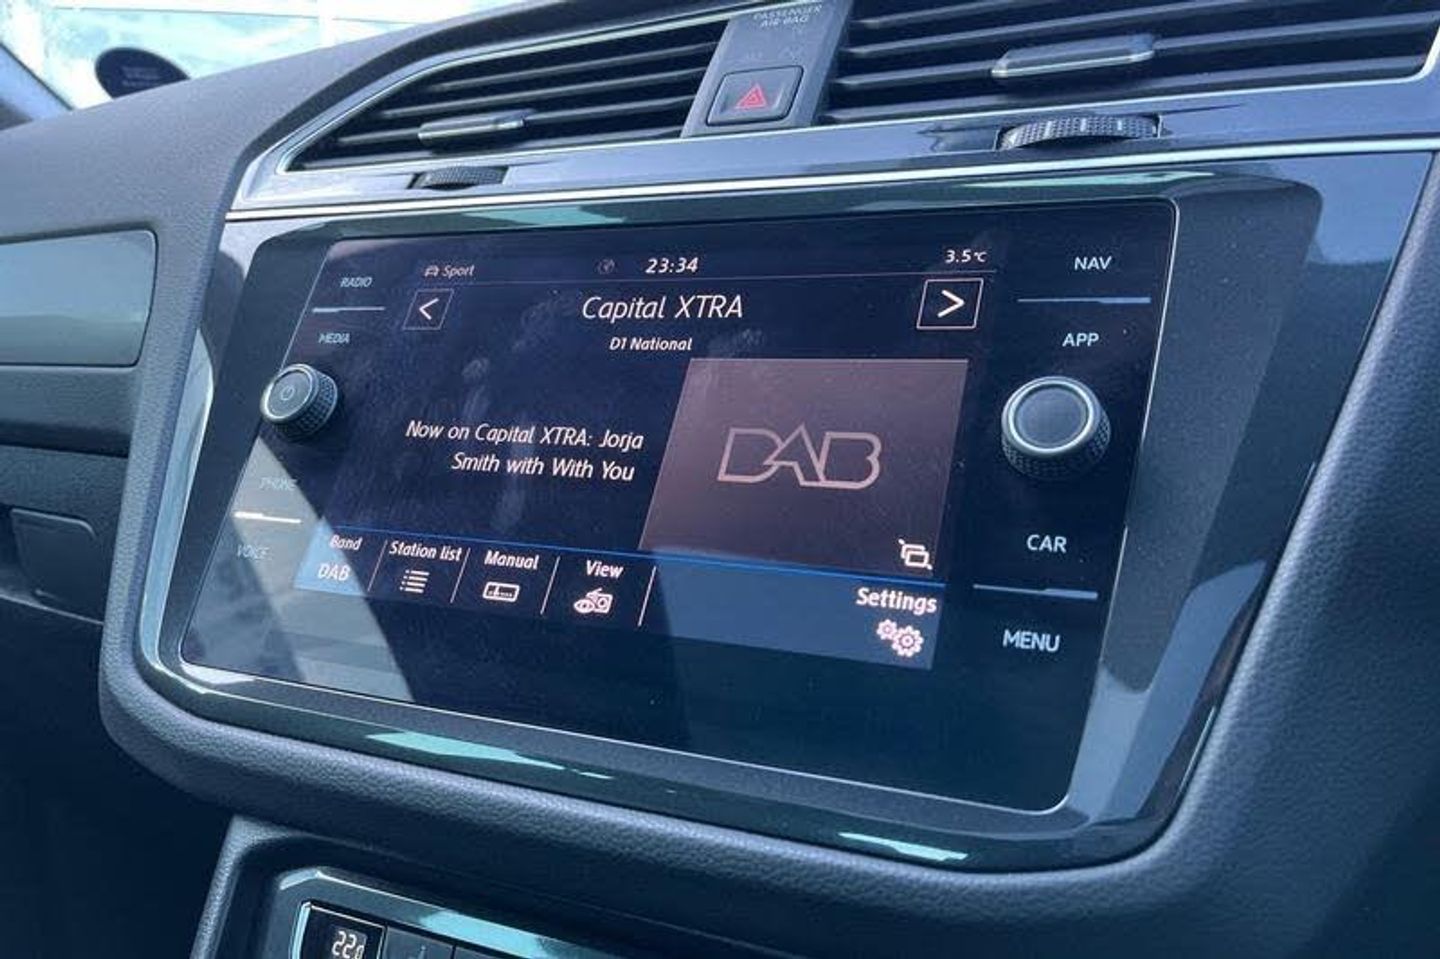 PASSENGER
AIR BAG
RADIO
MEDIA
PHONE
VOICE
Sport
23:34
3.5°C
< Capital XTRA >
D1 National
Now on Capital XTRA: Jorja
Smith with With You
DAB
Band
DAB
Station list
Manual
View
Settings
NAV
APP
CAR
MENU
22